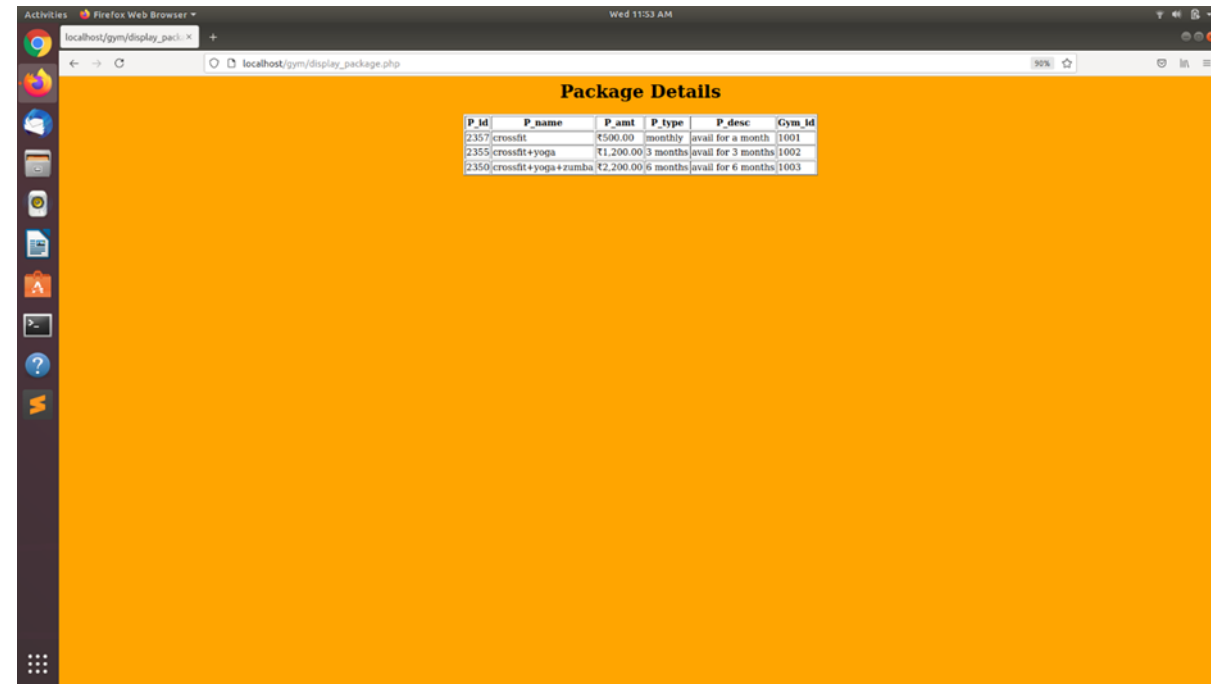 Activities Firefox Web Browser Wed 11:53 AM
localhost/gym/display_pack
localhost/gym/display_package.php 90%
Package Details
P_id P_name P_amt P_type P_desc Gym_id
2357 crossfit ₹500.00 monthly avail for a month 1001
2355 crossfit+yoga ₹1,200.00 3 months avail for 3 months 1002
2350 crossfit+yoga+zumba ₹2,200.00 6 months avail for 6 months 1003